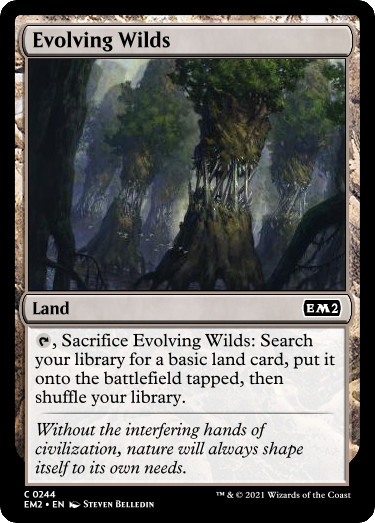 Evolving Wilds
Land
EM2
, Sacrifice Evolving Wilds: Search
your library for a basic land card, put it
onto the battlefield tapped, then
shuffle your library.
Without the interfering hands of
civilization, nature will always shape
itself to its own needs.
C 0244
EM2 • EN Steven Belledin
™ & © 2021 Wizards of the Coast